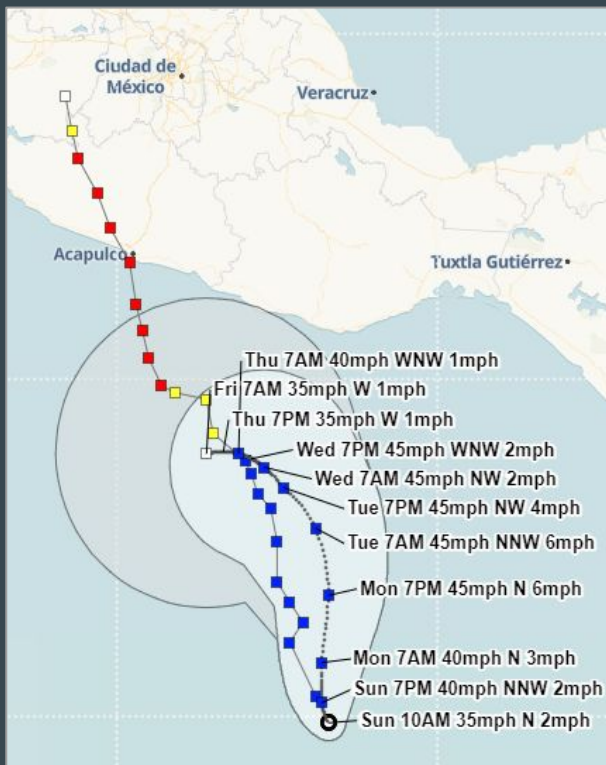 Ciudad de
México
Veracruz
Acapulco
Tuxtla Gutiérrez
Thu 7AM 40mph WNW 1mph
Fri 7AM 35mph W 1mph
Thu 7PM 35mph W 1mph
Wed 7PM 45mph WNW 2mph
Wed 7AM 45mph NW 2mph
Tue 7PM 45mph NW 4mph
Tue 7AM 45mph NNW 6mph
Mon 7PM 45mph N 6mph
Mon 7AM 40mph N 3mph
Sun 7PM 40mph NNW 2mph
Sun 10AM 35mph N 2mph